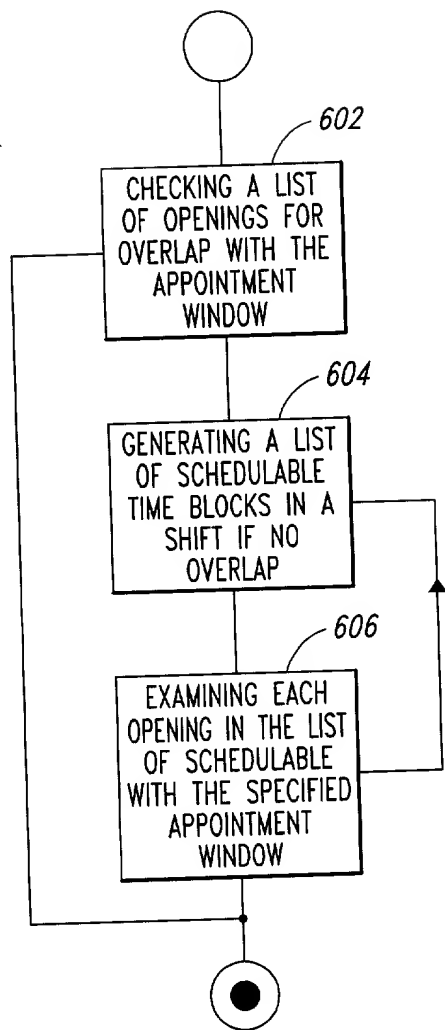 602
CHECKING A LIST
OF OPENINGS FOR
OVERLAP WITH THE
APPOINTMENT
WINDOW
604
GENERATING A LIST
OF SCHEDULABLE
TIME BLOCKS IN A
SHIFT IF NO
OVERLAP
606
EXAMINING EACH
OPENING IN THE LIST
OF SCHEDULABLE
WITH THE SPECIFIED
APPOINTMENT
WINDOW